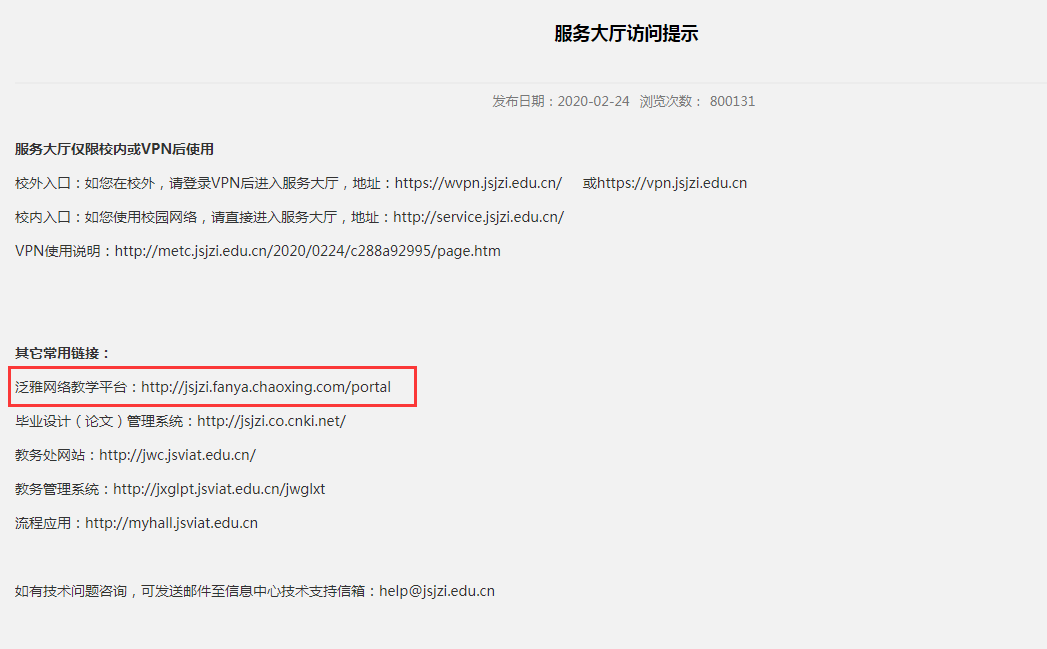 服务大厅访问提示
发布日期：2020-02-24 浏览次数： 800131
服务大厅仅限校内或VPN后使用
校外入口：如您在校外，请登录VPN后进入服务大厅，地址：https://wvpn.jsjzi.edu.cn/ 或https://vpn.jsjzi.edu.cn
校内入口：如您使用校园网络，请直接进入服务大厅，地址：http://service.jsjzi.edu.cn/
VPN使用说明：http://metc.jsjzi.edu.cn/2020/0224/c288a92995/page.htm
其它常用链接：
泛雅网络教学平台：http://jsjzi.fanya.chaoxing.com/portal
毕业设计（论文）管理系统：http://jsjzi.co.cnki.net/
教务处网站：http://jwc.jsviat.edu.cn/
教务管理系统：http://jxglpt.jsviat.edu.cn/jwglxt
流程应用：http://myhall.jsviat.edu.cn
如有技术问题咨询，可发送邮件至信息中心技术支持信箱：help@jsjzi.edu.cn